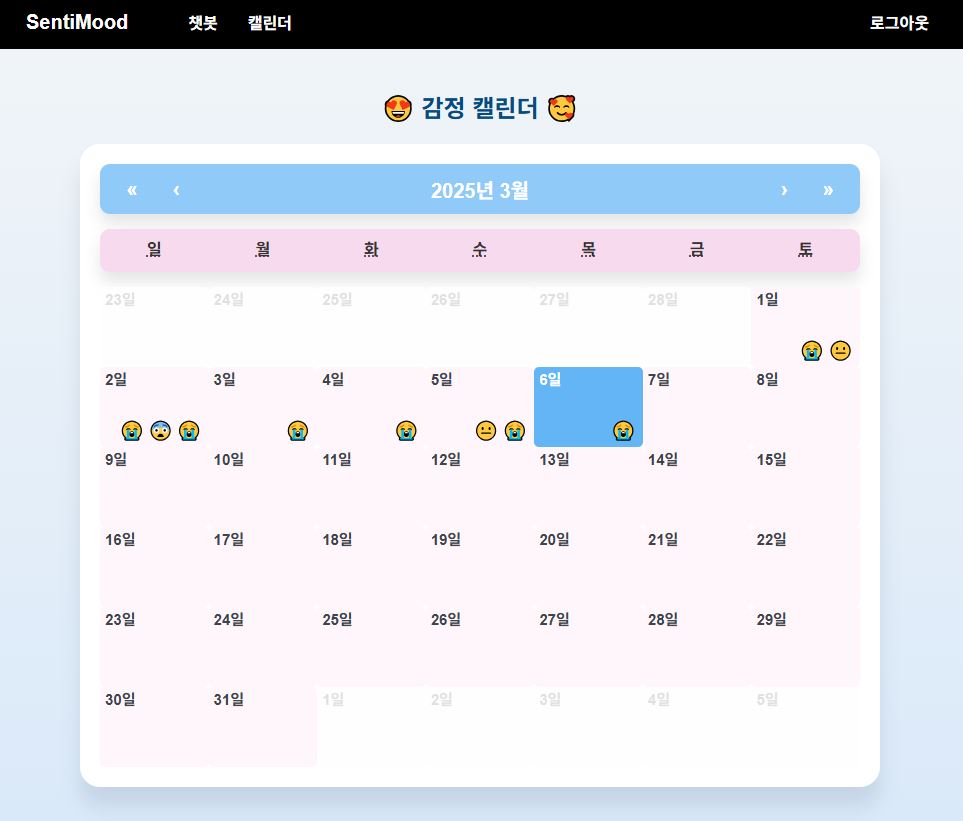 SentiMood 챗봇 캘린더 로그아웃
😍 감정 캘린더 🥰
« ‹ 2025년 3월 › »
일 월 화 수 목 금 토
23일 24일 25일 26일 27일 28일 1일
😭 😐
2일 3일 4일 5일 6일 7일 8일
😭 😨 😭 😭 😭 😐 😭 😭
9일 10일 11일 12일 13일 14일 15일
16일 17일 18일 19일 20일 21일 22일
23일 24일 25일 26일 27일 28일 29일
30일 31일 1일 2일 3일 4일 5일